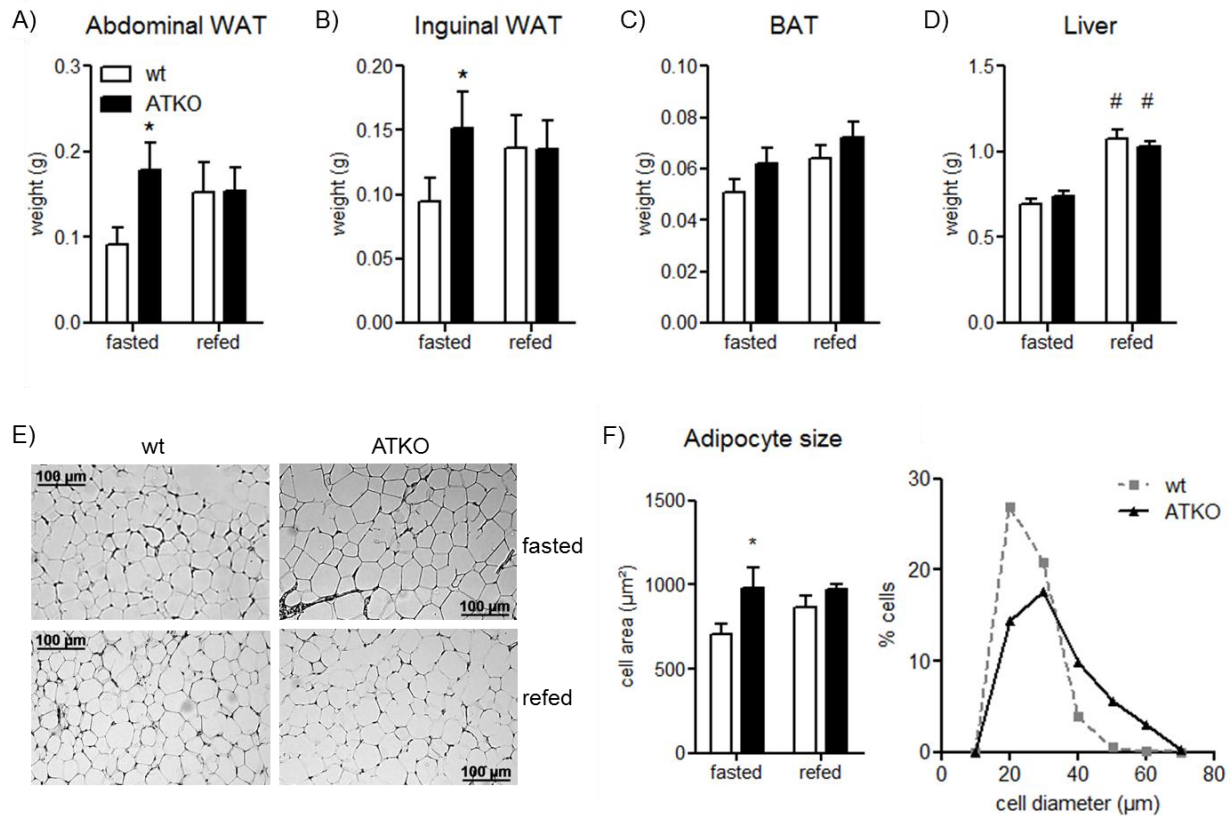 A) Abdominal WAT
weight (g)
0.3
0.2
0.1
0.0
wt
ATKO
*
fasted refed
B) Inguinal WAT
weight (g)
0.20
0.15
0.10
0.05
0.00
*
fasted refed
C) BAT
weight (g)
0.10
0.08
0.06
0.04
0.02
0.00
fasted refed
D) Liver
weight (g)
1.5
1.0
0.5
0.0
# #
fasted refed
E)
wt ATKO
100 µm
100 µm
fasted
100 µm
100 µm
refed
F) Adipocyte size
cell area (µm²)
1500
1000
500
0
*
fasted refed
% cells
30
20
10
0
wt
ATKO
0 20 40 60 80
cell diameter (µm)